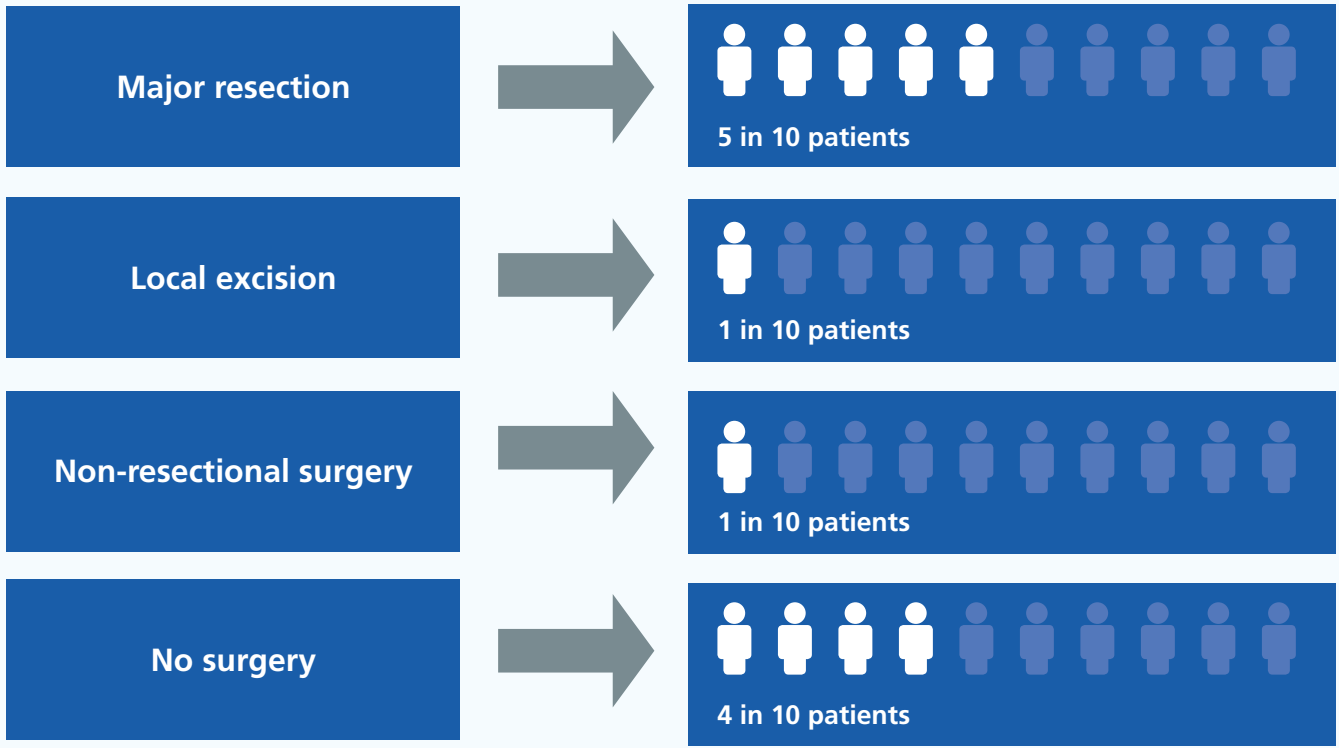 Major resection
5 in 10 patients
Local excision
1 in 10 patients
Non-resectional surgery
1 in 10 patients
No surgery
4 in 10 patients